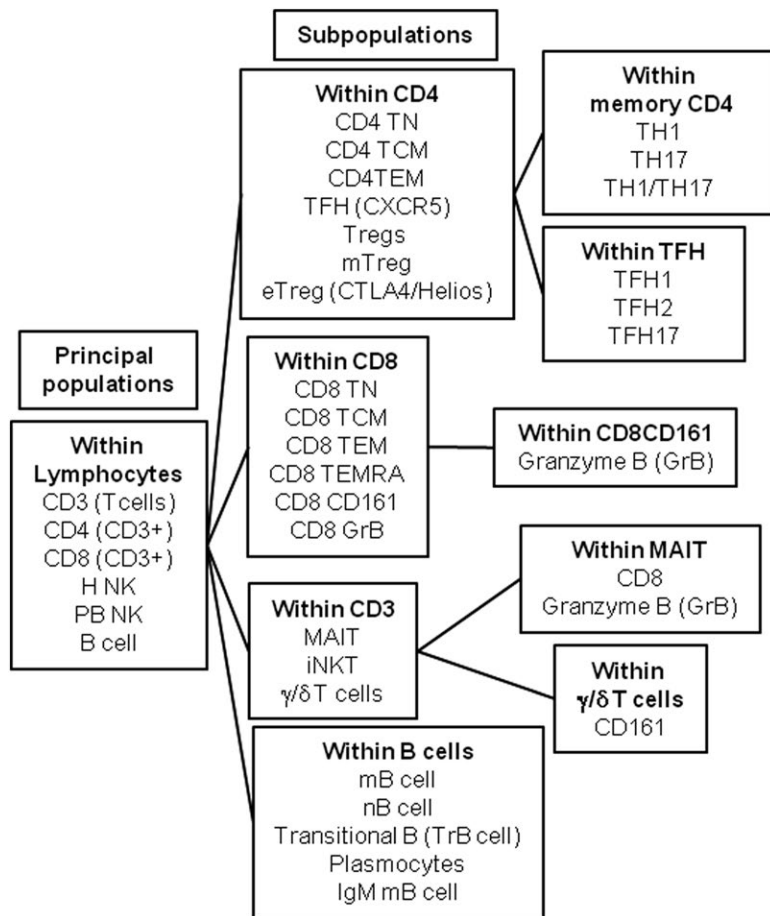 Subpopulations
Principal
populations
Within
Lymphocytes
CD3 (Tcells)
CD4 (CD3+)
CD8 (CD3+)
H NK
PB NK
B cell
Within CD4
CD4 TN
CD4 TCM
CD4TEM
TFH (CXCR5)
Tregs
mTreg
eTreg (CTLA4/Helios)
Within
memory CD4
TH1
TH17
TH1/TH17
Within TFH
TFH1
TFH2
TFH17
Within CD8
CD8 TN
CD8 TCM
CD8 TEM
CD8 TEMRA
CD8 CD161
CD8 GrB
Within CD8CD161
Granzyme B (GrB)
Within CD3
MAIT
iNKT
γ/δT cells
Within MAIT
CD8
Granzyme B (GrB)
Within
γ/δT cells
CD161
Within B cells
mB cell
nB cell
Transitional B (TrB cell)
Plasmocytes
IgM mB cell